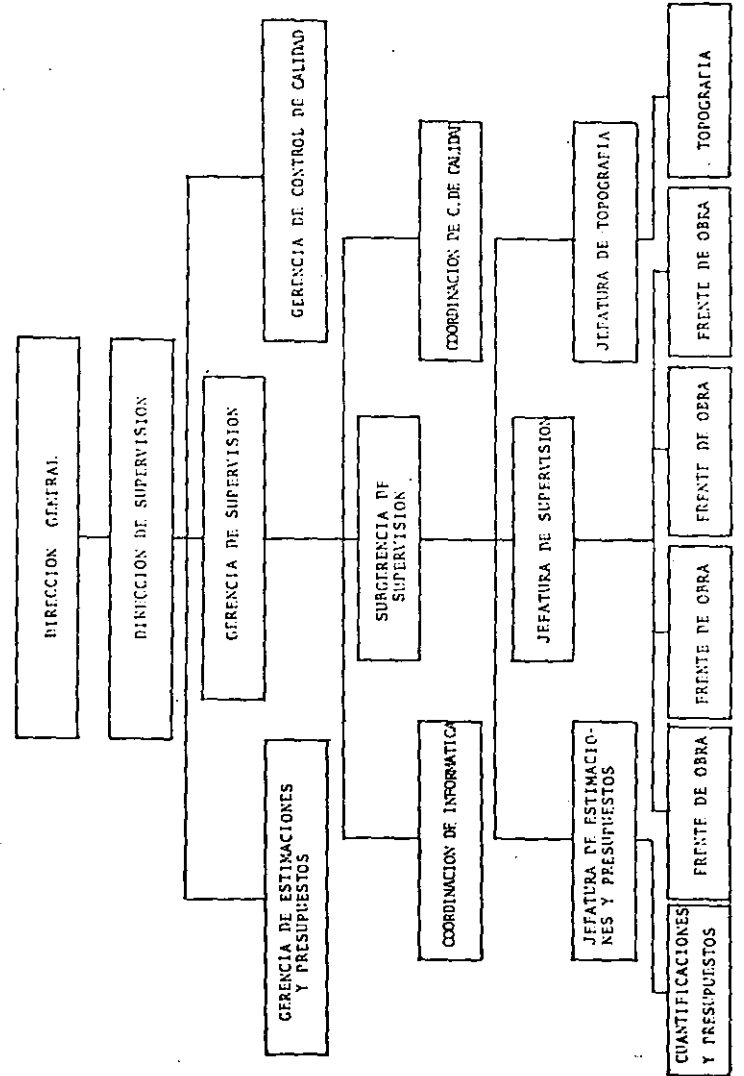 DIRECCION GENERAL
DIRECCION DE SUPERVISION
GERENCIA DE ESTIMACIONES
Y PRESUPUESTOS
GERENCIA DE SUPERVISION
GERENCIA DE CONTROL DE CALIDAD
COORDINACION DE INFORMATICA
SUBGERENCIA DE
SUPERVISION
COORDINACION DE C. DE CALIDAD
JEFATURA DE ESTIMACIO-
NES Y PRESUPUESTOS
JEFATURA DE SUPERVISION
JEFATURA DE TOPOGRAFIA
CUANTIFICACIONES
Y PRESUPUESTOS
FRENTE DE OBRA
FRENTE DE OBRA
FRENTE DE OBRA
FRENTE DE OBRA
TOPOGRAFIA